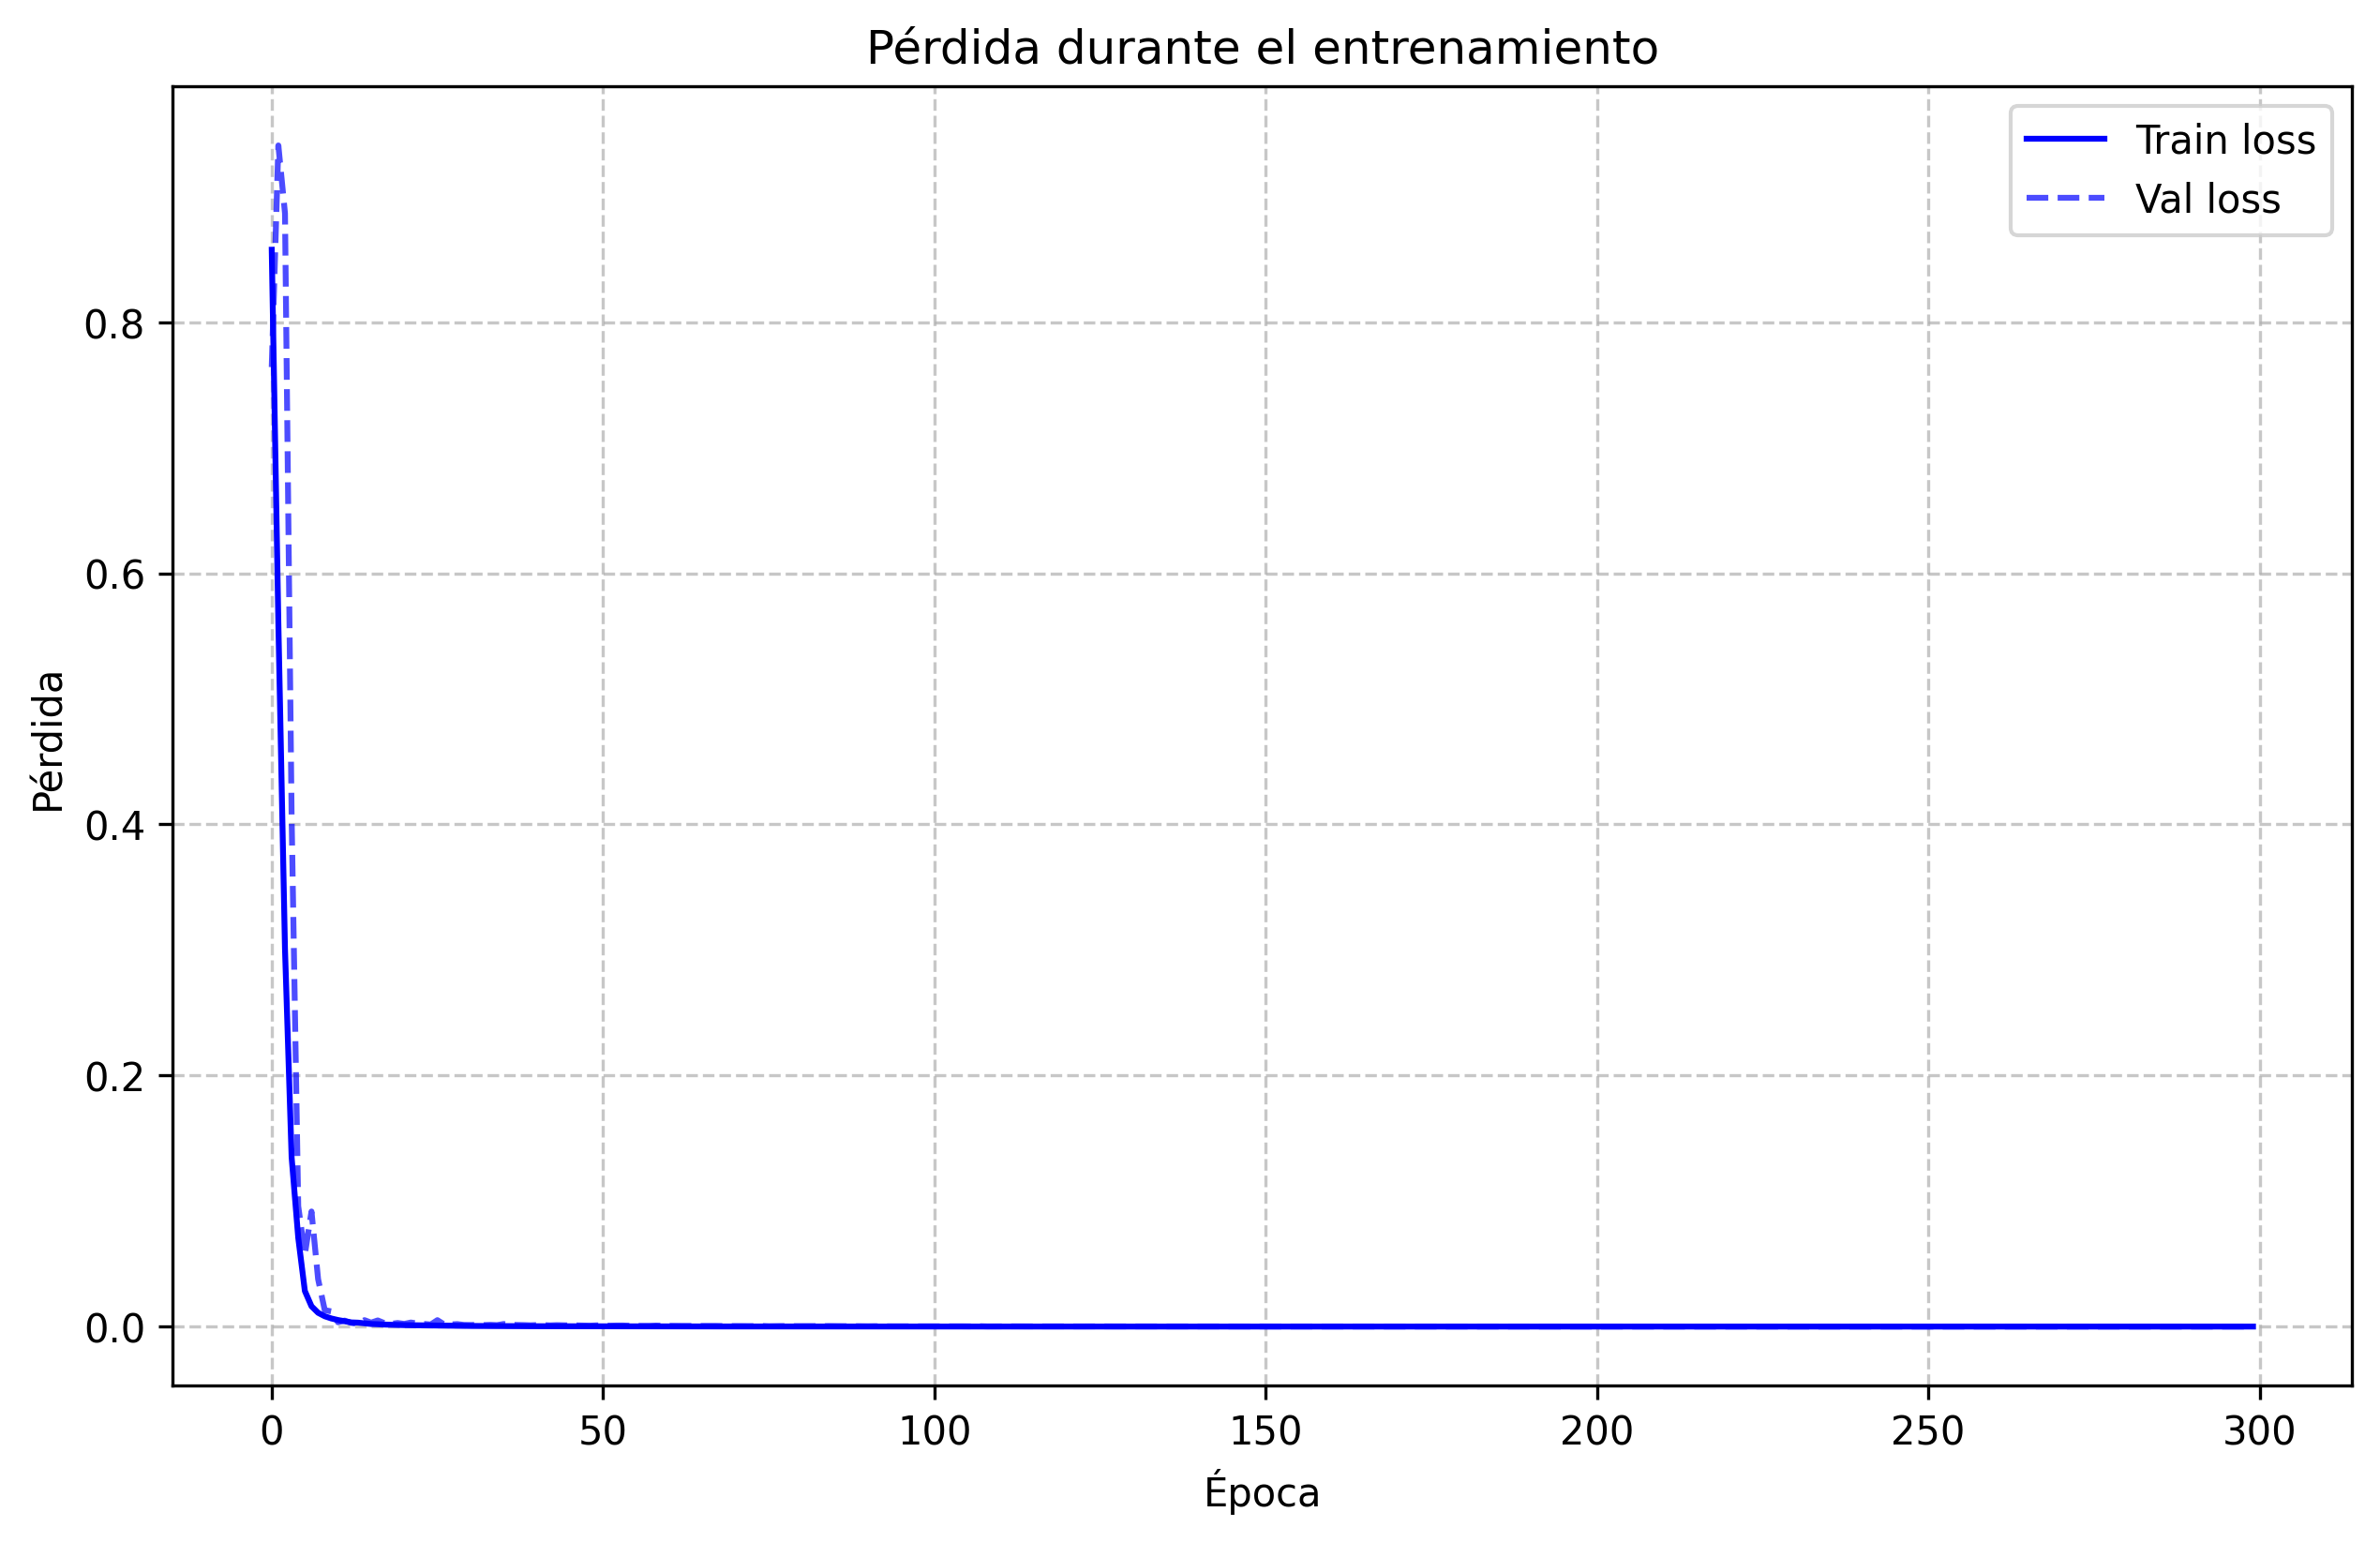 Pérdida durante el entrenamiento
Train loss
Val loss
0.8
0.6
0.4
0.2
0.0
Pérdida
0 50 100 150 200 250 300
Época